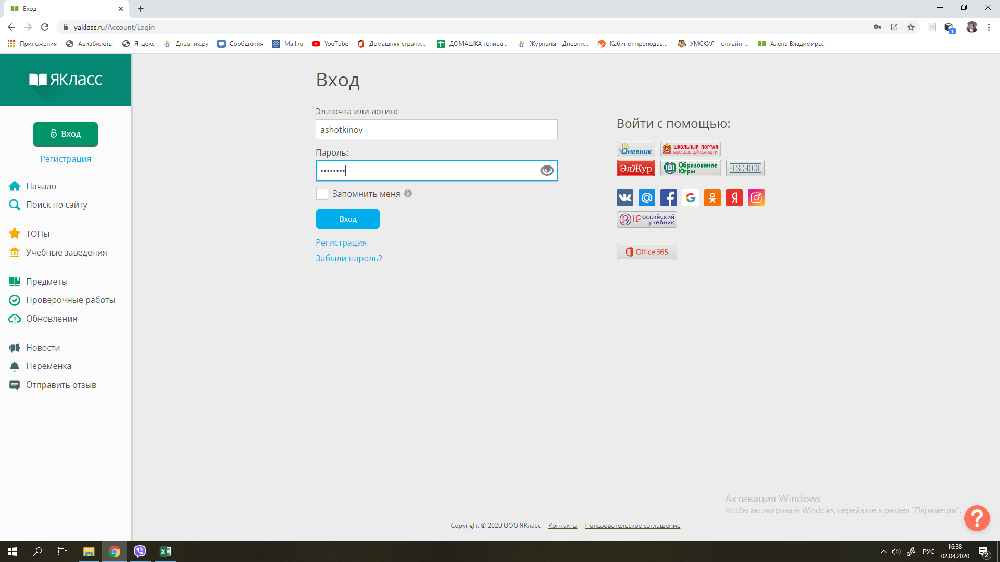 Вход
yaklass.ru/Account/Login
Приложения
Авиабилеты
Яндекс
Дневник.ру
Сообщения
Mail.ru
YouTube
Домашняя страни...
ДОМАШКА гениев...
Журналы - Дневни...
Кабинет преподав...
УМСКУЛ – онлайн-...
Алена Владимиро...
ЯКласс
Вход
Регистрация
Начало
Поиск по сайту
ТОПы
Учебные заведения
Предметы
Проверочные работы
Обновления
Новости
Переменка
Отправить отзыв
Вход
Эл.почта или логин:
ashotkinov
Пароль:
••••••••
Запомнить меня
Вход
Регистрация
Забыли пароль?
Войти с помощью:
Дневник
ШКОЛЬНЫЙ ПОРТАЛ
МОСКОВСКОЙ ОБЛАСТИ
ЭлЖур
Образование
Югры
ELSCHOOL
Российский
учебник
Office 365
Активация Windows
Чтобы активировать Windows, перейдите в раздел "Параметры".
Copyright © 2020 ООО ЯКласс Контакты Пользовательское соглашение
РУС
16:38
02.04.2020
2